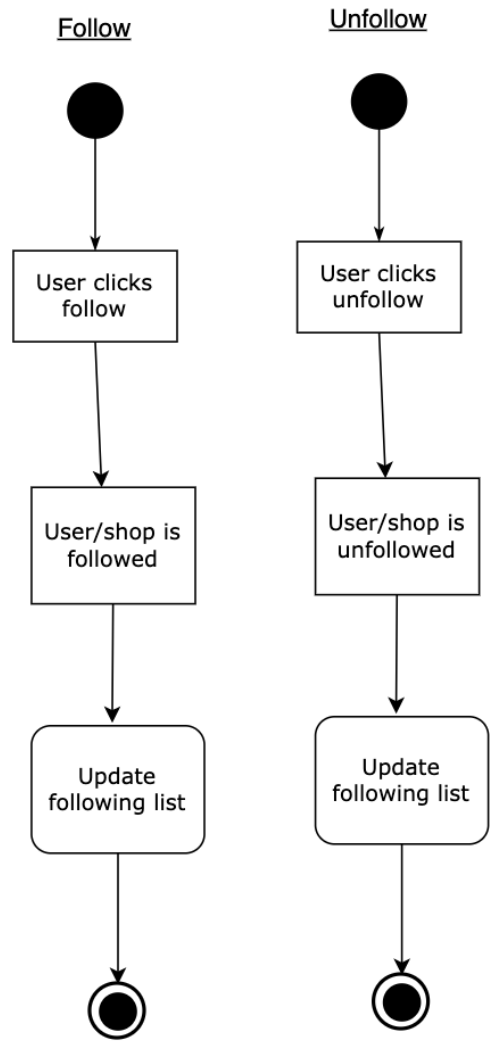 Follow
User clicks
follow
User/shop is
followed
Update
following list
Unfollow
User clicks
unfollow
User/shop is
unfollowed
Update
following list